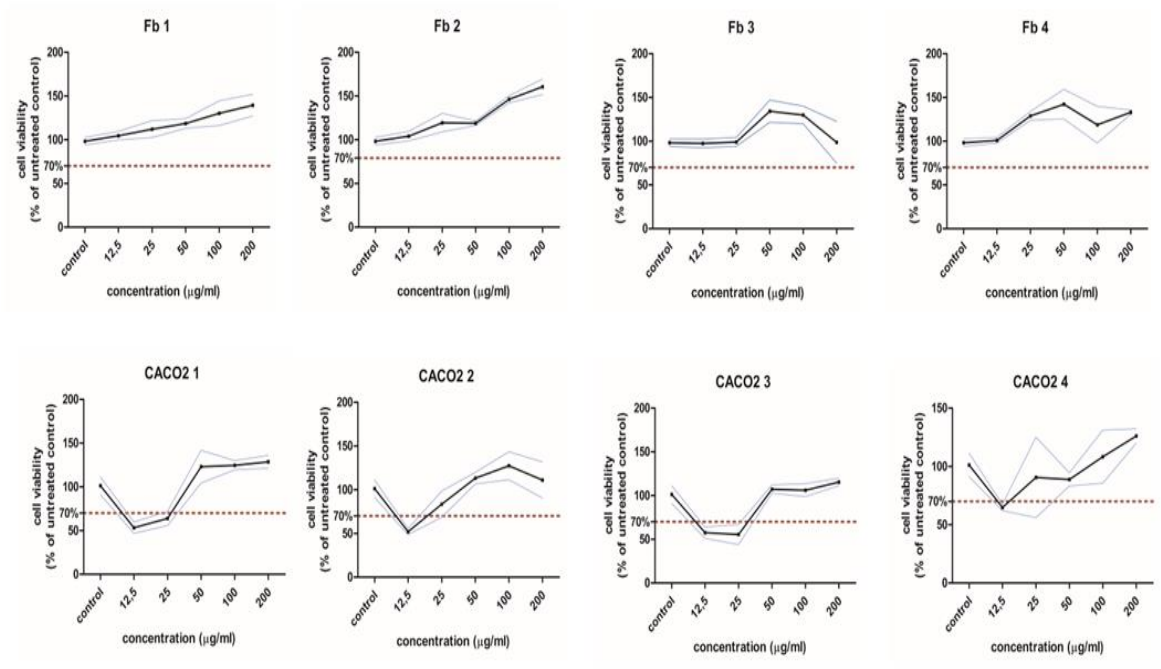 Fb 1
cell viability
(% of untreated control)
200
150
100
70%
50
0
control
12,5
25
50
100
200
concentration (μg/ml)
Fb 2
cell viability
(% of untreated control)
200
150
100
70%
50
0
control
12,5
25
50
100
200
concentration (μg/ml)
Fb 3
cell viability
(% of untreated control)
200
150
100
70%
50
0
control
12,5
25
50
100
200
concentration (μg/ml)
Fb 4
cell viability
(% of untreated control)
200
150
100
70%
50
0
control
12,5
25
50
100
200
concentration (μg/ml)
CACO2 1
cell viability
(% of untreated control)
200
150
100
70%
50
0
control
12,5
25
50
100
200
concentration (μg/ml)
CACO2 2
cell viability
(% of untreated control)
200
150
100
70%
50
0
control
12,5
25
50
100
200
concentration (μg/ml)
CACO2 3
cell viability
(% of untreated control)
200
150
100
70%
50
0
control
12,5
25
50
100
200
concentration (μg/ml)
CACO2 4
cell viability
(% of untreated control)
150
100
70%
50
0
control
12,5
25
50
100
200
concentration (μg/ml)